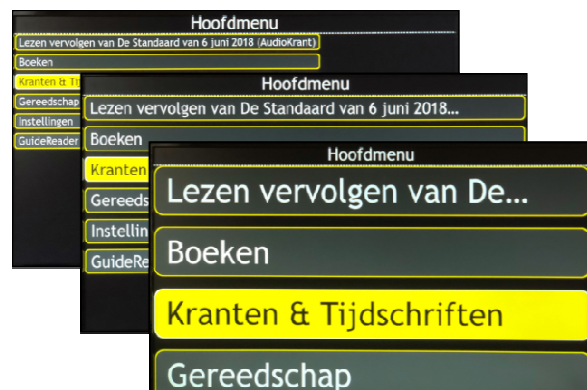 Hoofdmenu
Lezen vervolgen van De Standaard van 6 juni 2018 (AudioKrant)
Boeken
Kranten & Ti
Gereedschap
Instellingen
GuideReader
Hoofdmenu
Lezen vervolgen van De Standaard van 6 juni 2018...
Boeken
Kranten
Gereeds
Instellin
GuideRe
Hoofdmenu
Lezen vervolgen van De...
Boeken
Kranten & Tijdschriften
Gereedschap